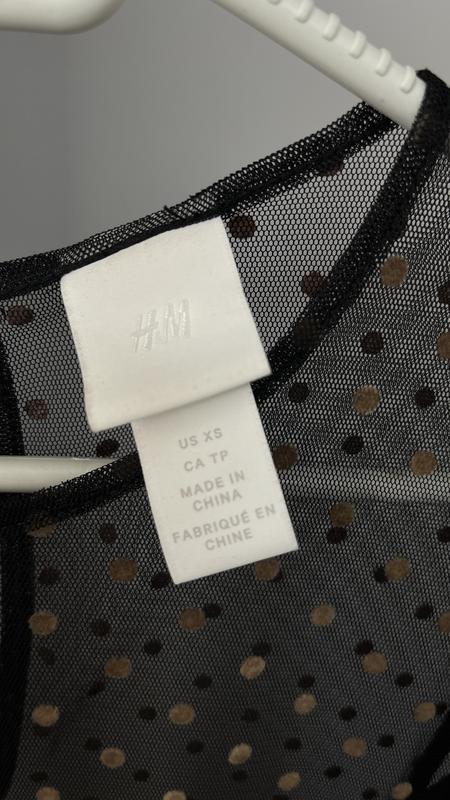 H&M
US XS
CA TP
MADE IN
CHINA
FABRIQUÉ EN
CHINE